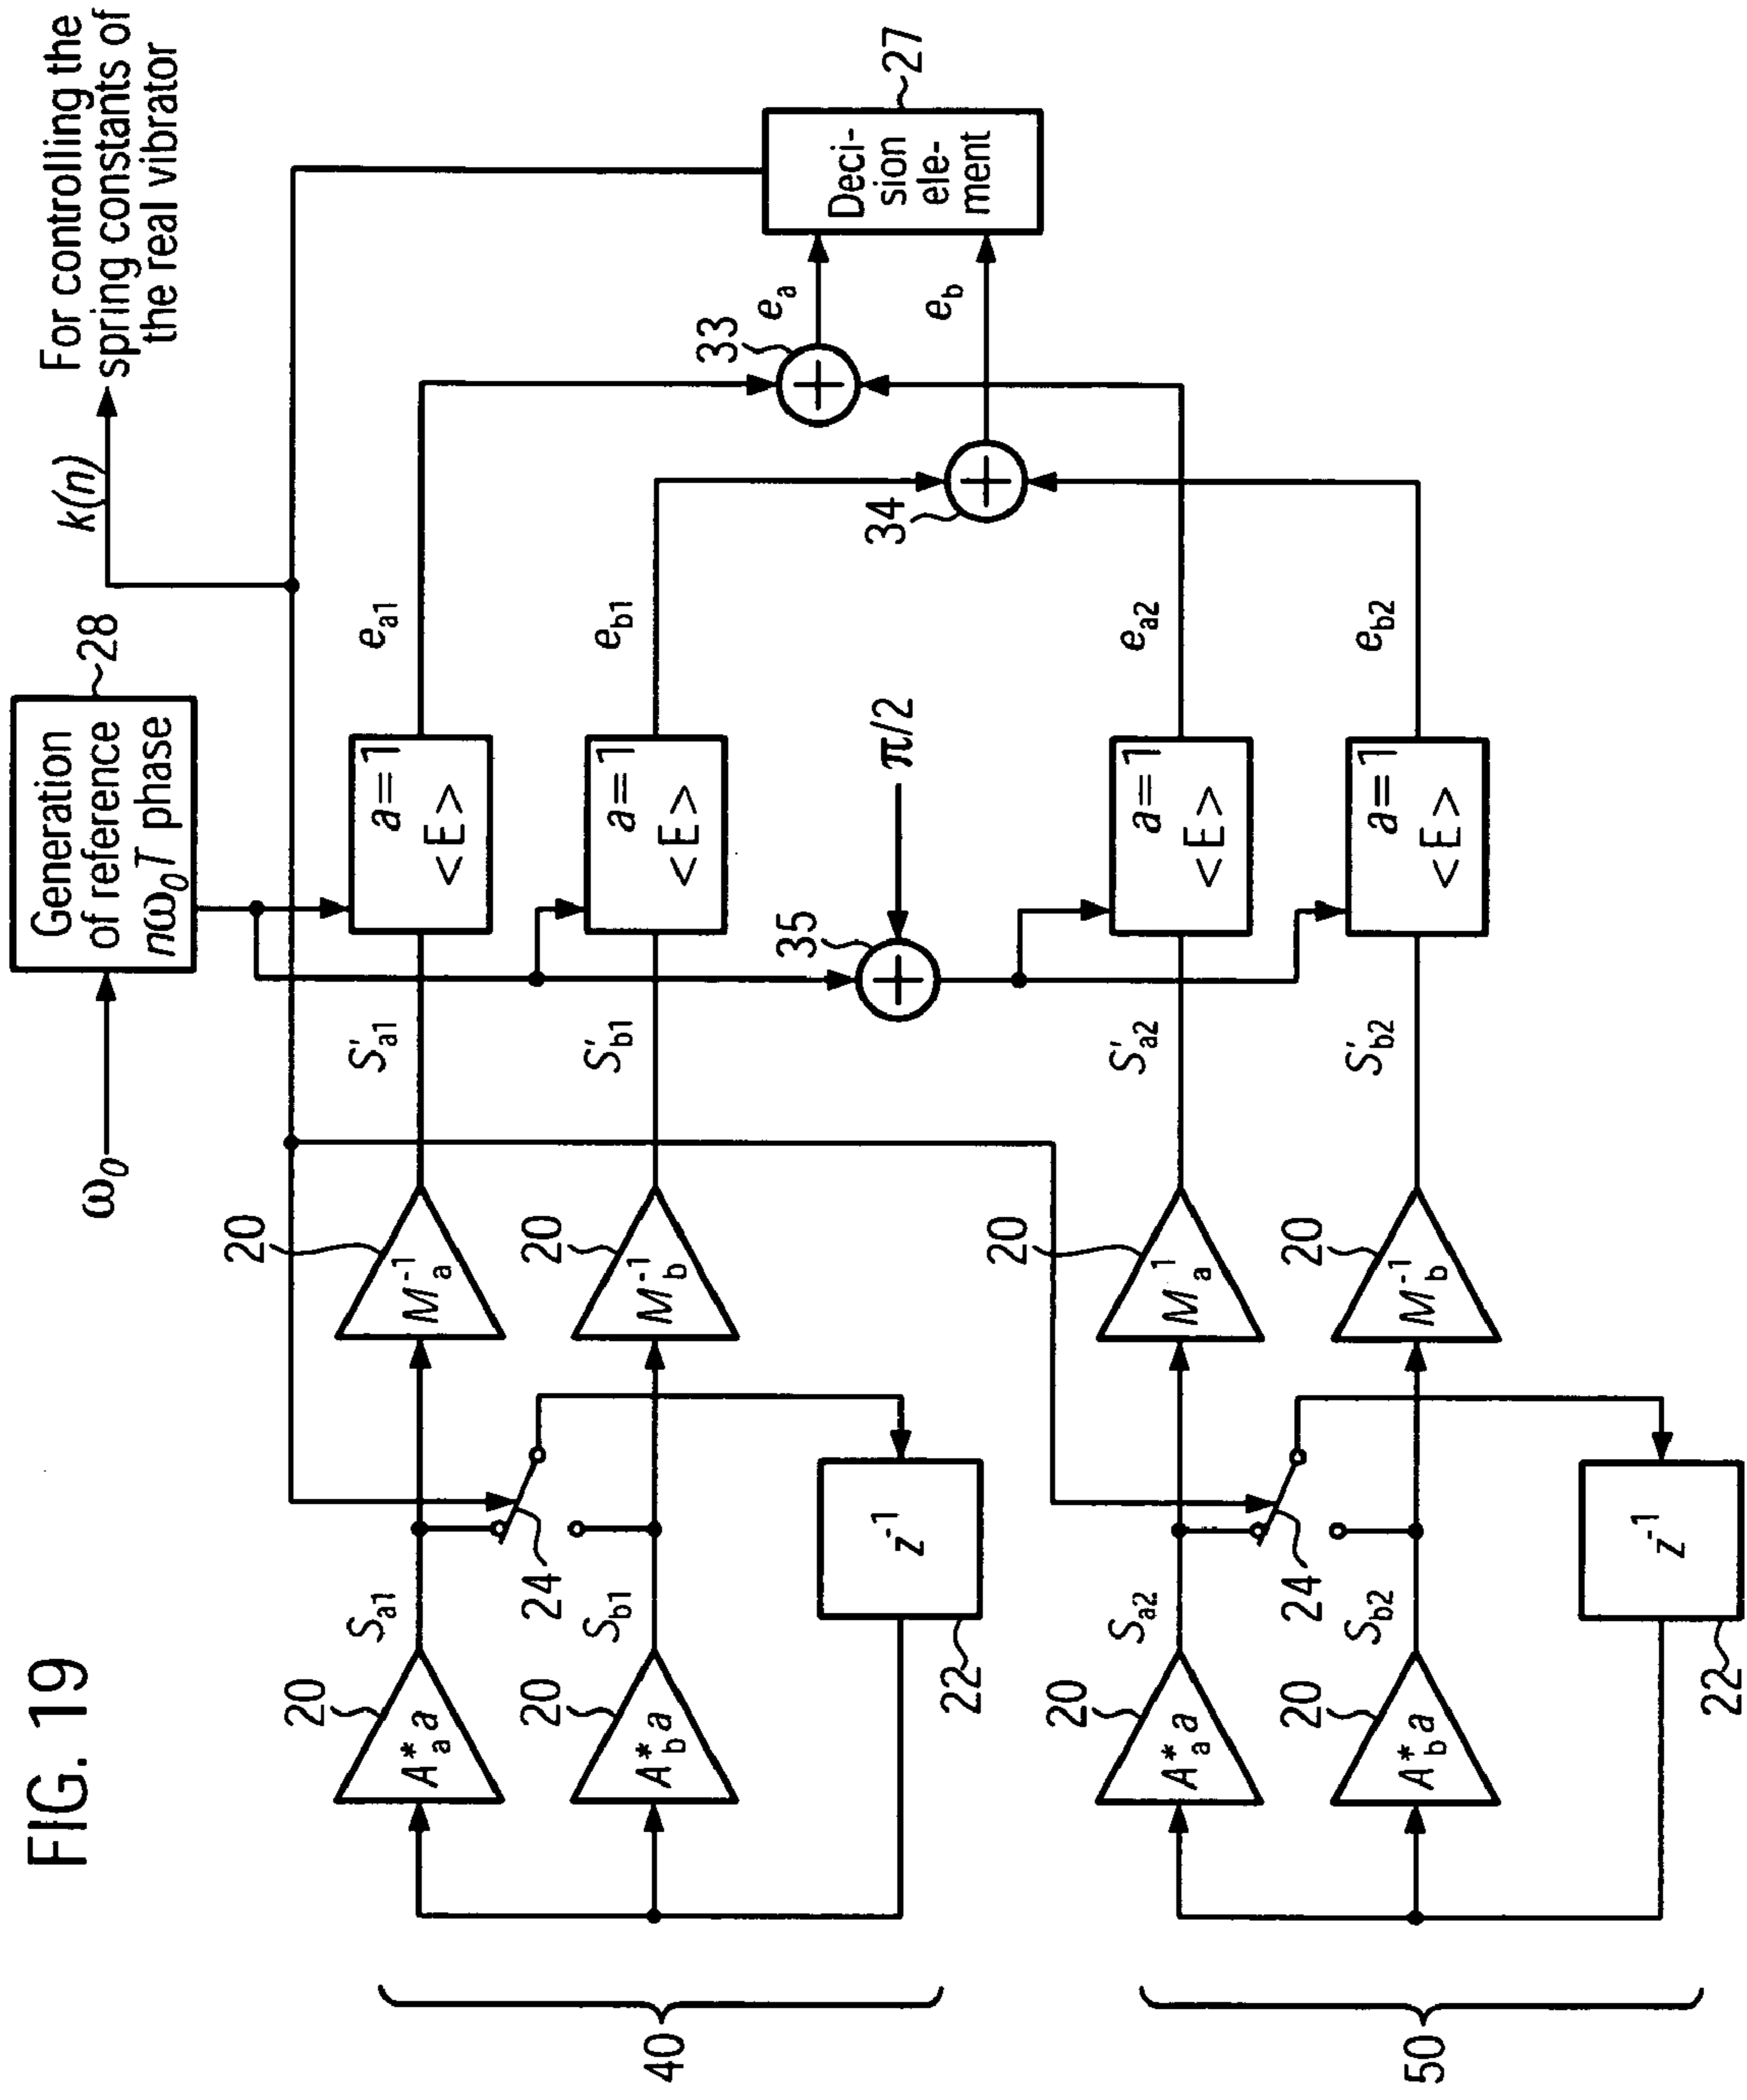 FIG. 19
ω₀
Generation
of reference
nω₀T phase
28
k(n)
For controlling the
spring constants of
the real vibrator
40
A*ₐa
20
Sa1
M⁻¹ₐ
20
S'a1
a=1
<E>
ea1
A*ba
20
Sb1
24
M⁻¹b
20
S'b1
a=1
<E>
eb1
z⁻¹
22
35
π/2
33
34
ea
eb
Deci-
sion
ele-
ment
27
50
A*ₐa
20
Sa2
M⁻¹ₐ
20
S'a2
a=1
<E>
ea2
A*ba
20
Sb2
24
M⁻¹b
20
S'b2
a=1
<E>
eb2
z⁻¹
22